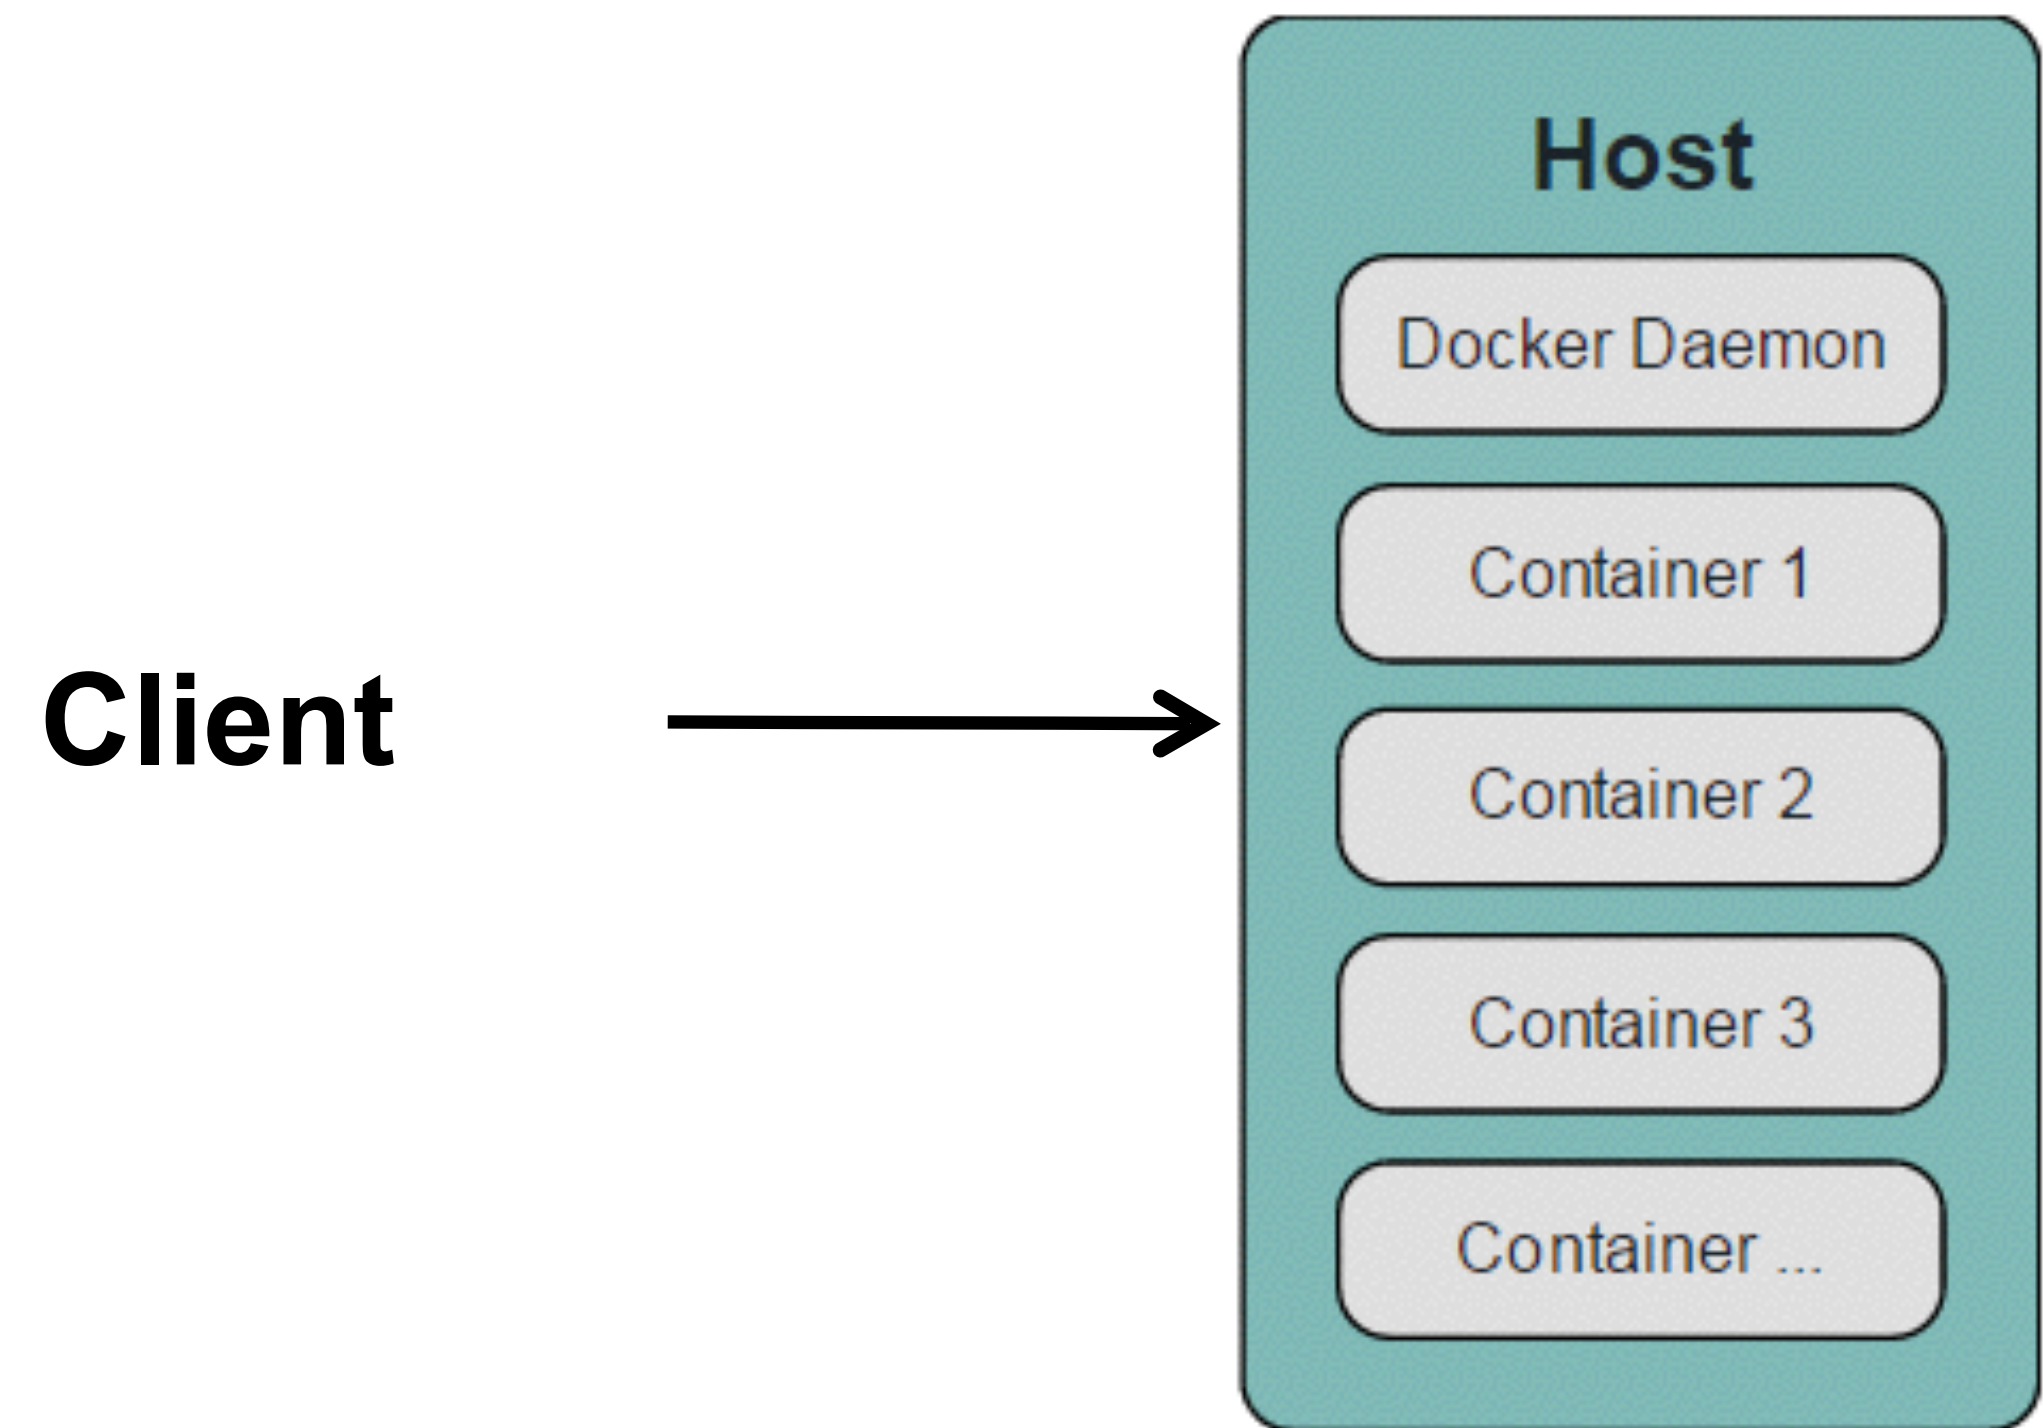 Client
Host
Docker Daemon
Container 1
Container 2
Container 3
Container ...